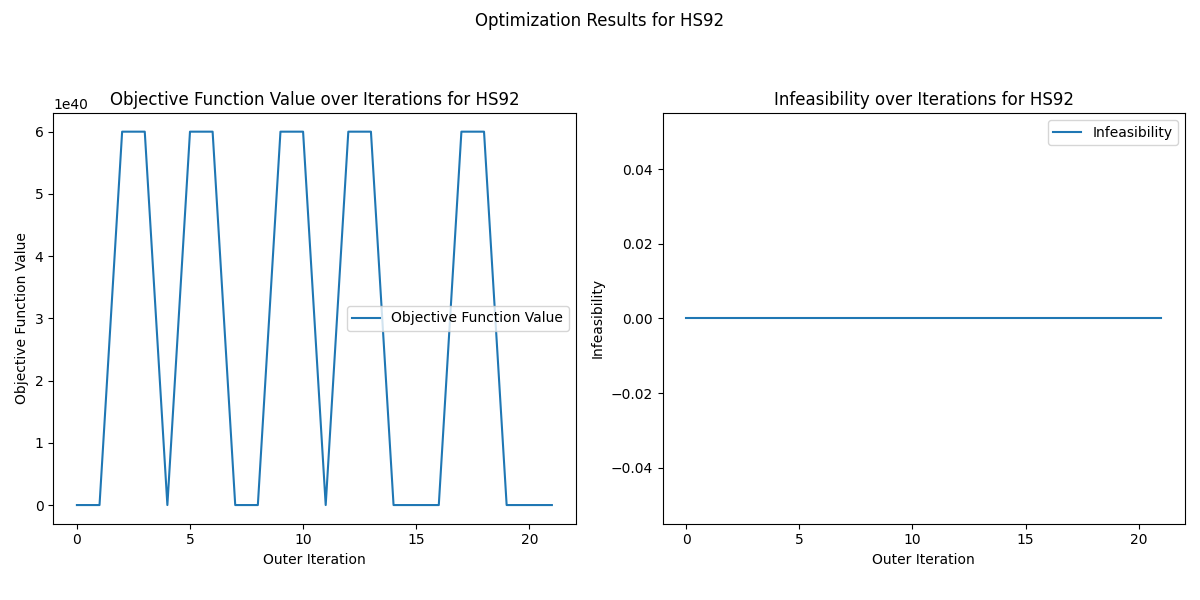 Optimization Results for HS92
Objective Function Value over Iterations for HS92
1e40
6
5
4
3
2
1
0
Objective Function Value
Objective Function Value
0 5 10 15 20
Outer Iteration
Infeasibility over Iterations for HS92
Infeasibility
0.04
0.02
0.00
−0.02
−0.04
Infeasibility
0 5 10 15 20
Outer Iteration